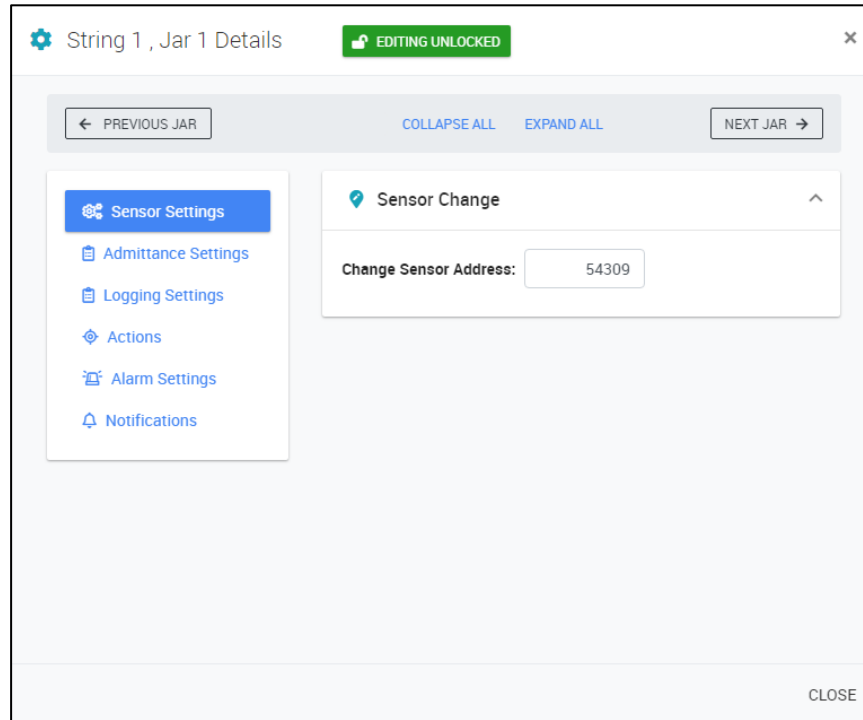 String 1 , Jar 1 Details
EDITING UNLOCKED
PREVIOUS JAR
COLLAPSE ALL
EXPAND ALL
NEXT JAR
Sensor Settings
Admittance Settings
Logging Settings
Actions
Alarm Settings
Notifications
Sensor Change
Change Sensor Address: 54309
CLOSE